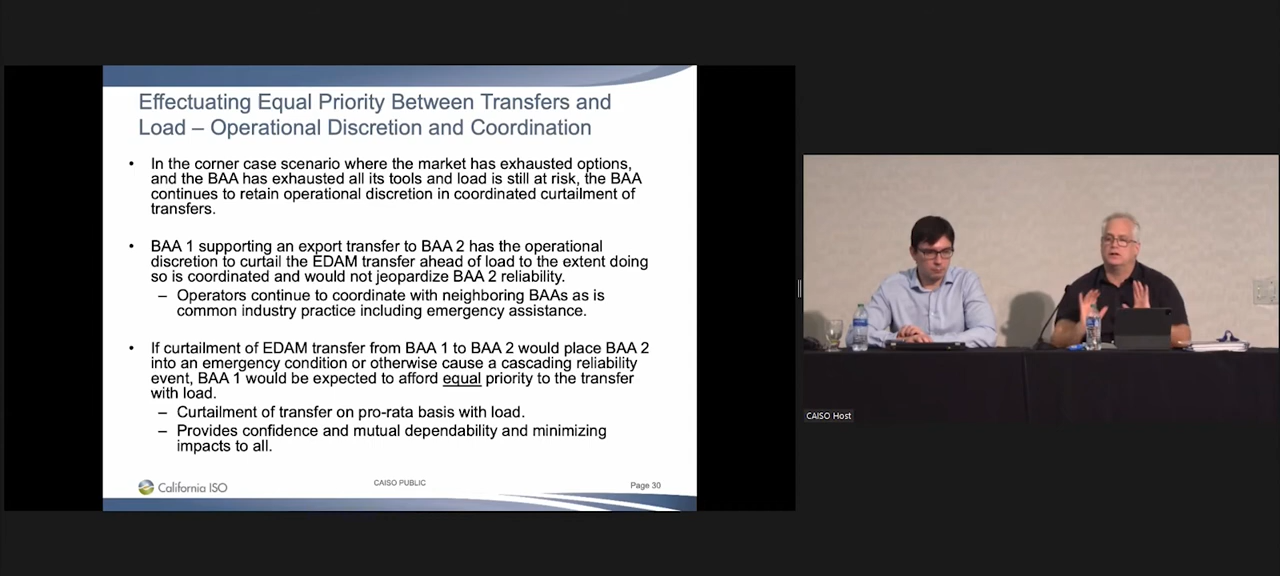 Effectuating Equal Priority Between Transfers and
Load – Operational Discretion and Coordination
• In the corner case scenario where the market has exhausted options,
and the BAA has exhausted all its tools and load is still at risk, the BAA
continues to retain operational discretion in coordinated curtailment of
transfers.
• BAA 1 supporting an export transfer to BAA 2 has the operational
discretion to curtail the EDAM transfer ahead of load to the extent doing
so is coordinated and would not jeopardize BAA 2 reliability.
– Operators continue to coordinate with neighboring BAAs as is
common industry practice including emergency assistance.
• If curtailment of EDAM transfer from BAA 1 to BAA 2 would place BAA 2
into an emergency condition or otherwise cause a cascading reliability
event, BAA 1 would be expected to afford equal priority to the transfer
with load.
– Curtailment of transfer on pro-rata basis with load.
– Provides confidence and mutual dependability and minimizing
impacts to all.
California ISO
CAISO PUBLIC
Page 30
CAISO Host